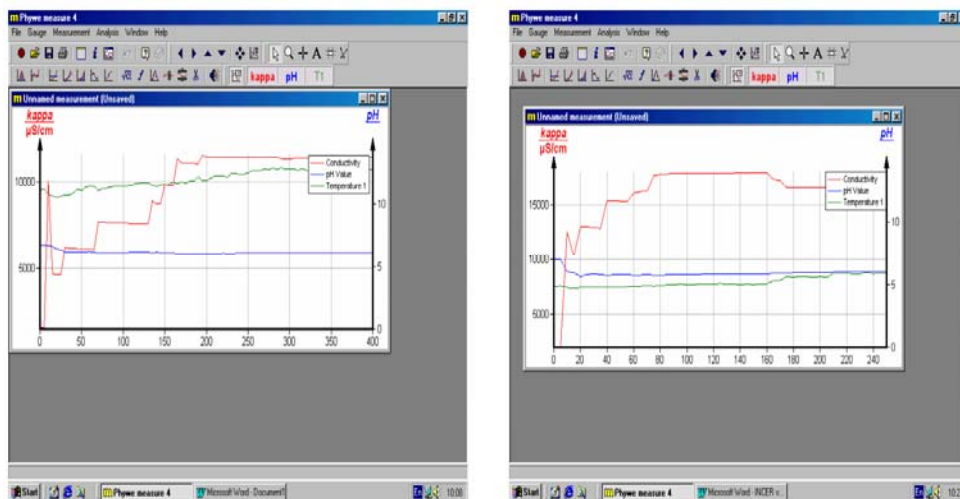 Phywe measure 4
File Gauge Measurement Analysis Window Help
kappa pH T1
Unnamed measurement (Unsaved)
kappa
µS/cm
pH
Conductivity
pH Value
Temperature 1
10000
5000
10
5
0
0 50 100 150 200 250 300 350 400
Start Phywe measure 4 Microsoft Word - Document1 En 10:08
Phywe measure 4
File Gauge Measurement Analysis Window Help
kappa pH T1
Unnamed measurement (Unsaved)
kappa
µS/cm
pH
Conductivity
pH Value
Temperature 1
15000
10000
5000
10
5
0
0 20 40 60 80 100 120 140 160 180 200 220 240
Start Phywe measure 4 Microsoft Word - INCER v... En